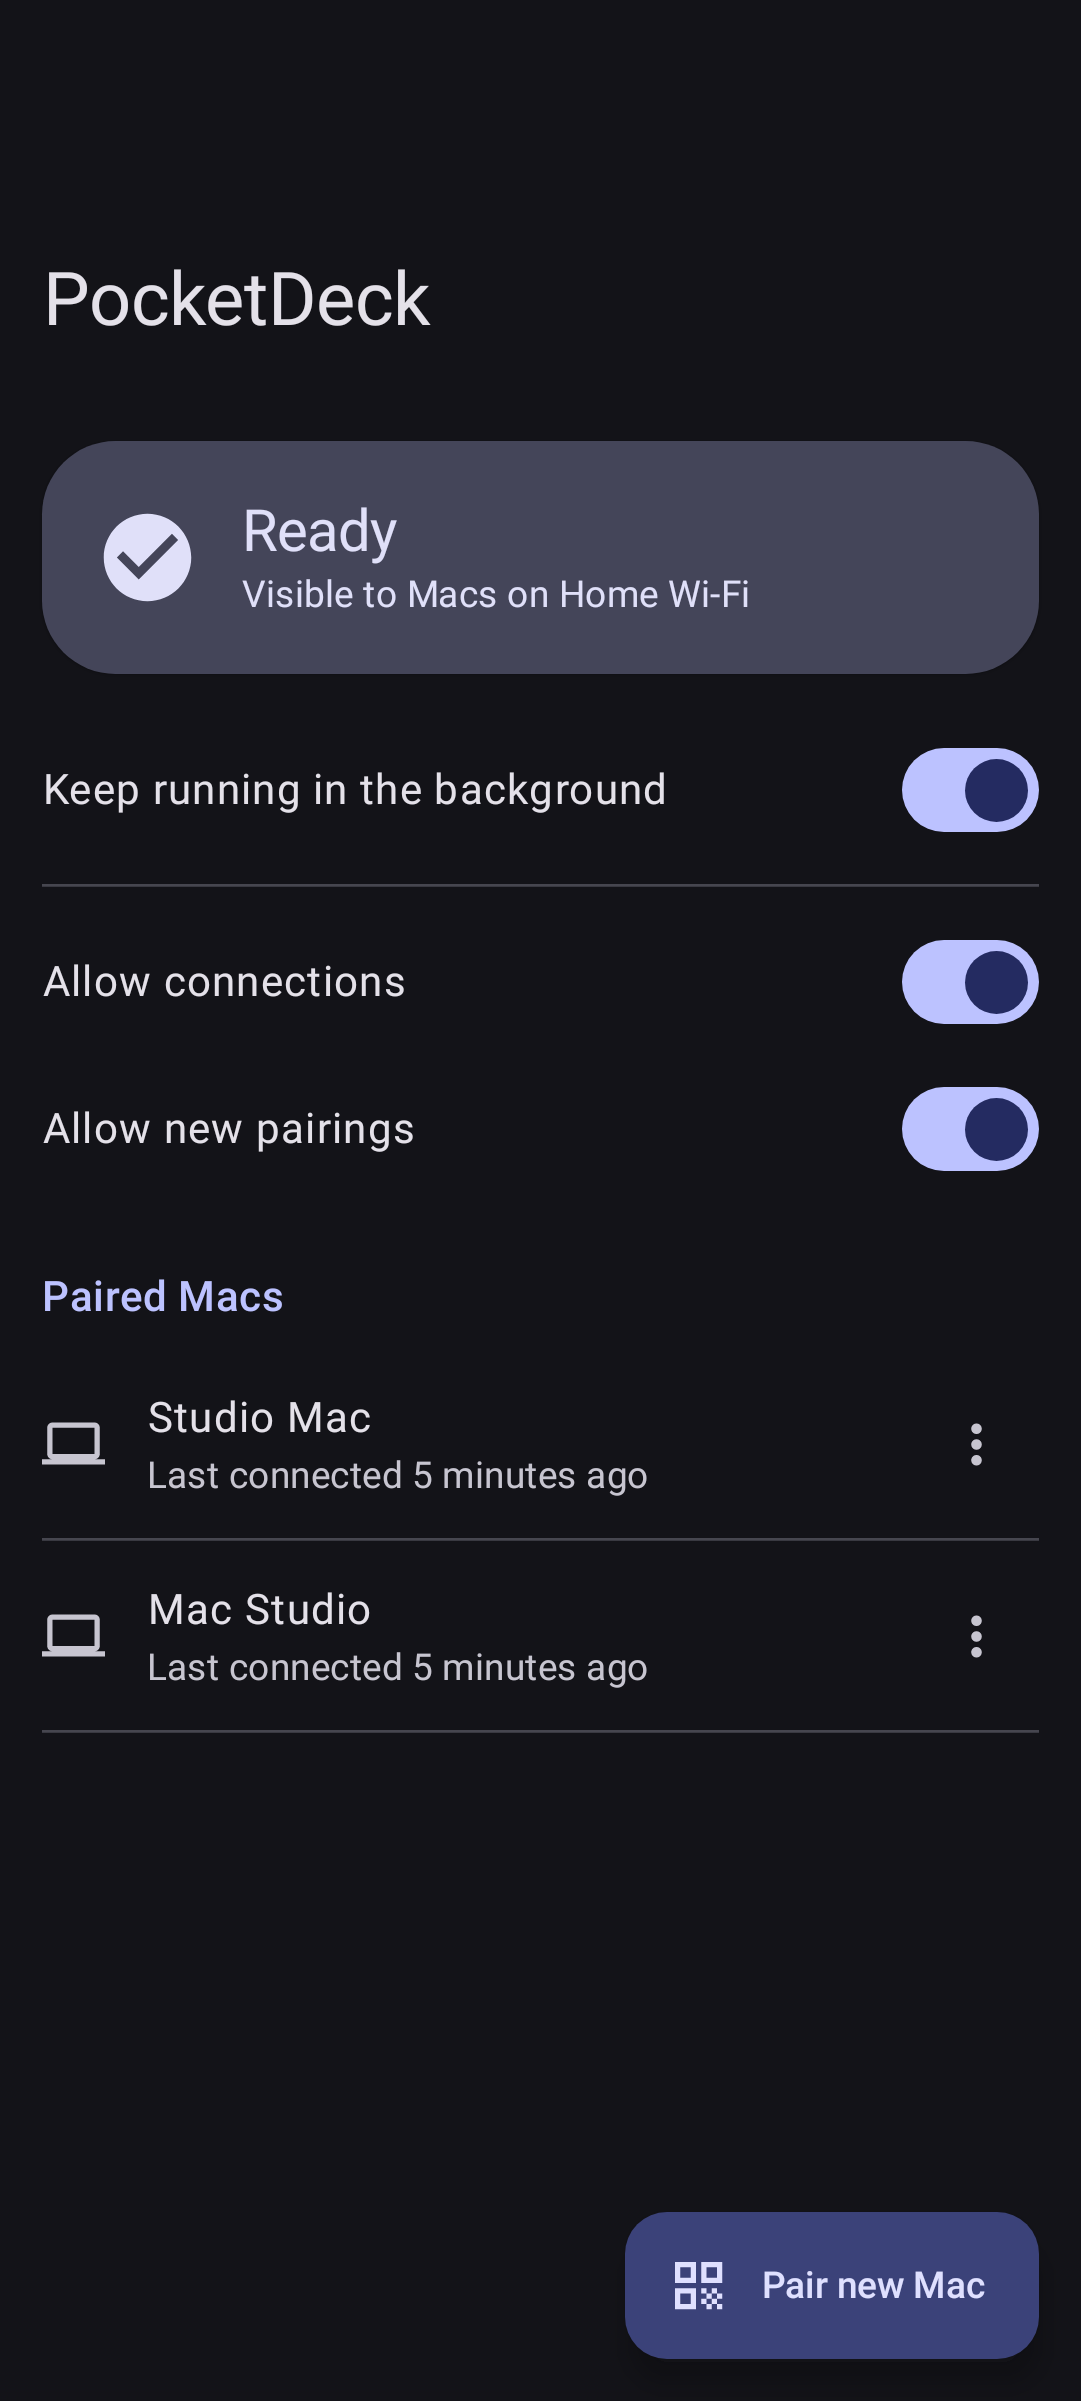 PocketDeck
Ready
Visible to Macs on Home Wi-Fi
Keep running in the background
Allow connections
Allow new pairings
Paired Macs
Studio Mac
Last connected 5 minutes ago
Mac Studio
Last connected 5 minutes ago
Pair new Mac